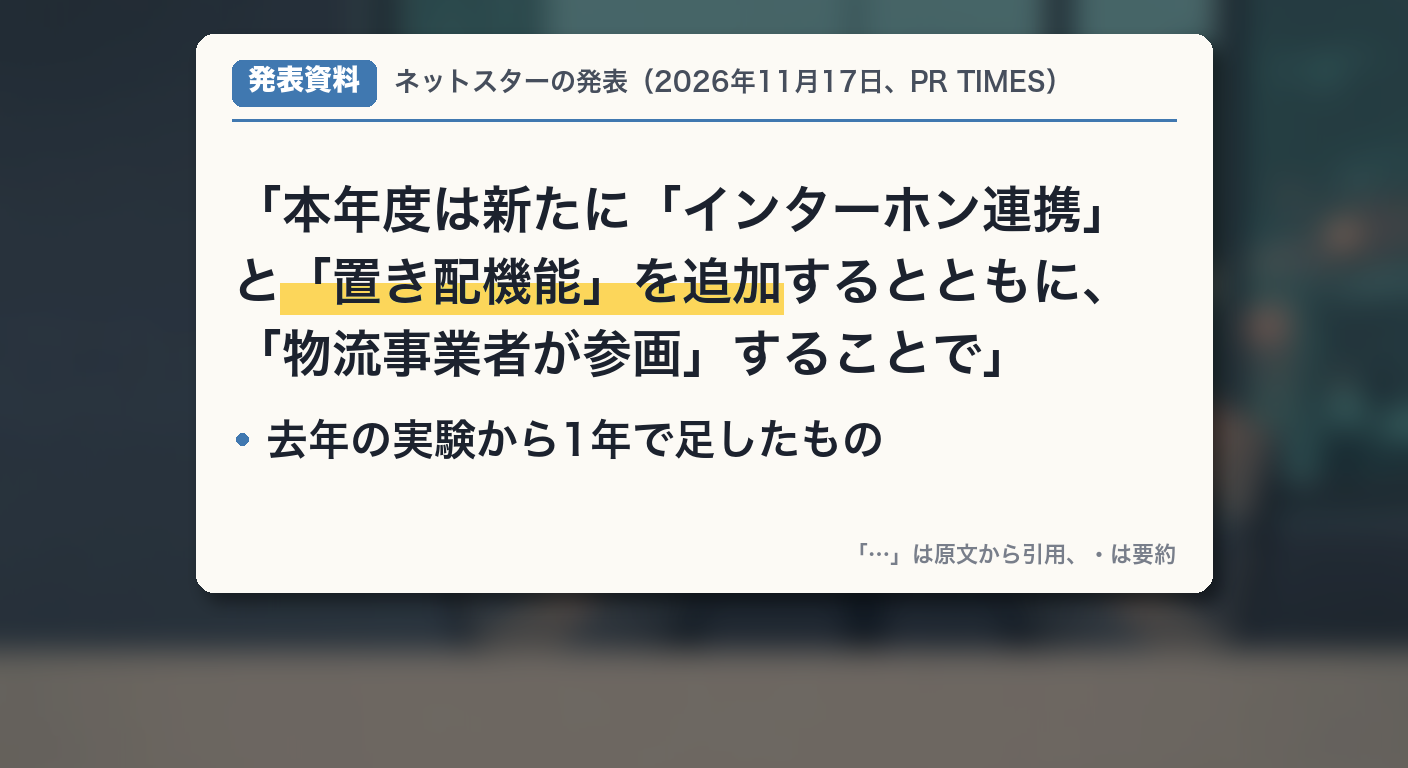 発表資料 ネットスターの発表（2026年11月17日、PR TIMES）
「本年度は新たに「インターホン連携」
と「置き配機能」を追加するとともに、
「物流事業者が参画」することで」
• 去年の実験から1年で足したもの
「…」は原文から引用、・は要約